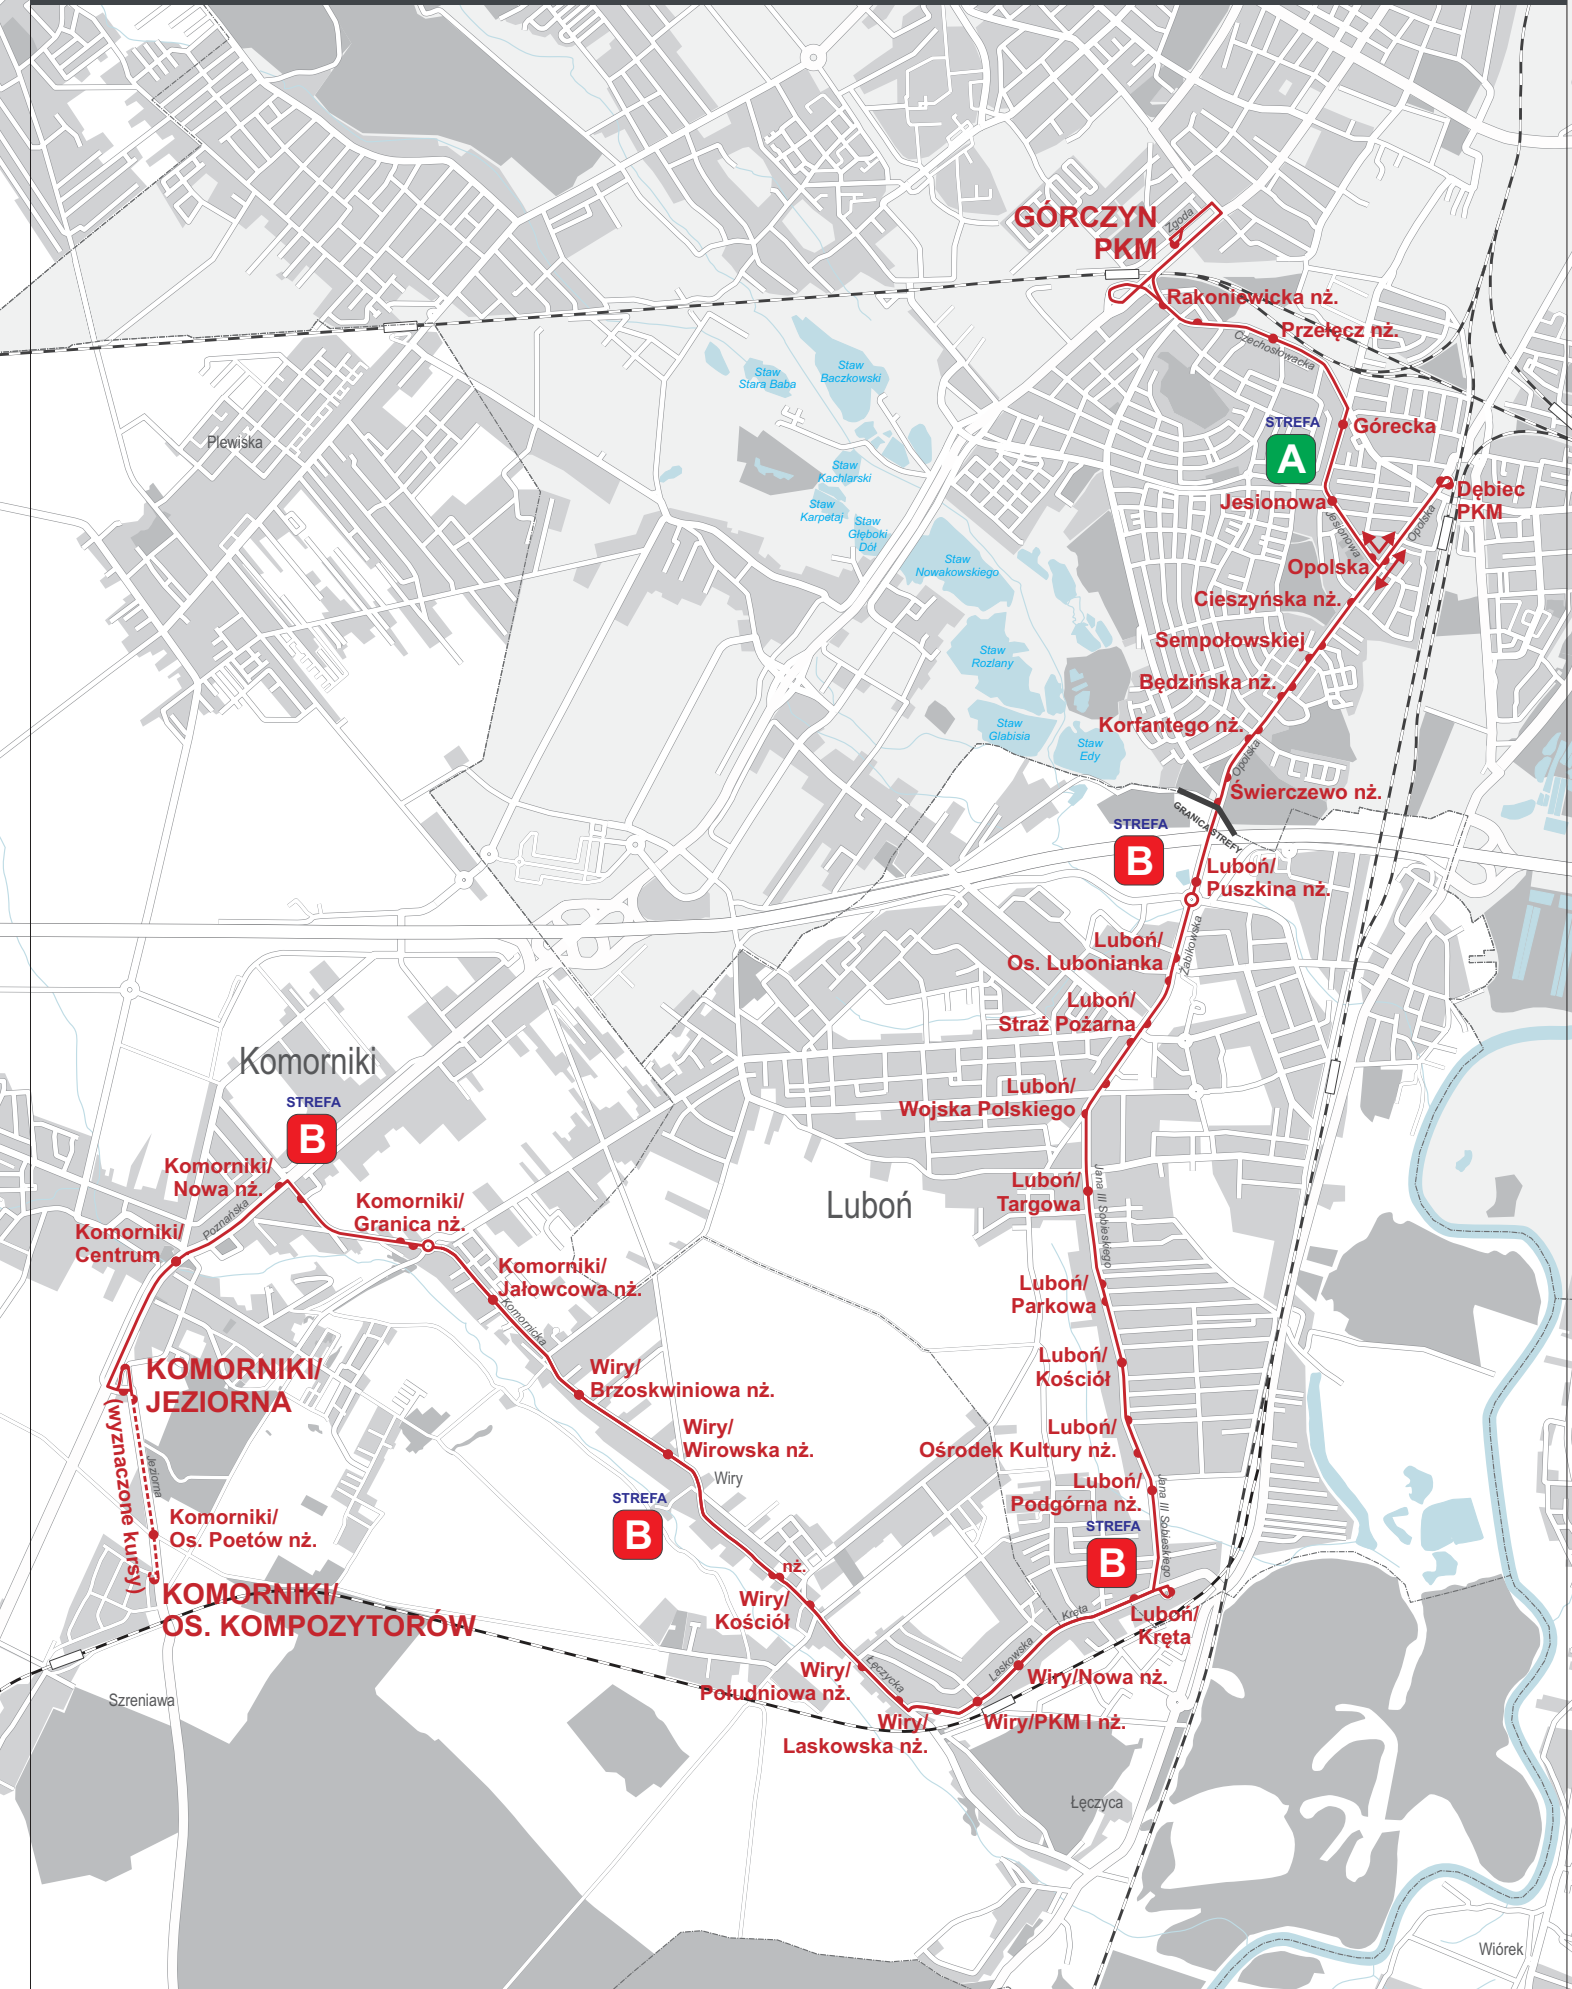 GÓRCZYN
PKM
Zgoda
Rakoniewicka nż.
Przełęcz nż.
Czechosłowacka
Staw
Stara Baba
Staw
Baczkowski
STREFA
A
Górecka
Plewiska
Staw
Kachlarski
Staw
Karpetaj
Staw
Głęboki
Dół
Jesionowa
Jesionowa
Dębiec
PKM
Opolska
Staw
Nowakowskiego
Opolska
Cieszyńska nż.
Sempołowskiej
Staw
Rozlany
Będzińska nż.
Korfantego nż.
Staw
Glabisia
Staw
Edy
Opolska
Świerczewo nż.
GRANICA STREFY
STREFA
B
Luboń/
Puszkina nż.
Żabikowska
Luboń/
Os. Lubonianka
Luboń/
Straż Pożarna
Komorniki
STREFA
B
Luboń/
Wojska Polskiego
Komorniki/
Nowa nż.
Poznańska
Komorniki/
Granica nż.
Komorniki/
Centrum
Luboń
Luboń/
Targowa
Jana III Sobieskiego
Komorniki/
Jałowcowa nż.
Komornicka
Luboń/
Parkowa
KOMORNIKI/
JEZIORNA
(wyznaczone kursy)
Jeziorna
Wiry/
Brzoskwiniowa nż.
Luboń/
Kościół
Wiry/
Wirowska nż.
Wiry
Luboń/
Ośrodek Kultury nż.
Luboń/
Podgórna nż.
Jana III Sobieskiego
STREFA
B
STREFA
B
Komorniki/
Os. Poetów nż.
KOMORNIKI/
OS. KOMPOZYTORÓW
nż.
Wiry/
Kościół
Kręta
Luboń/
Kręta
Laskowska
Wiry/
Południowa nż.
Łęczycka
Wiry/Nowa nż.
Szreniawa
Wiry/
Laskowska nż.
Wiry/PKM I nż.
Łęczyca
Wiórek